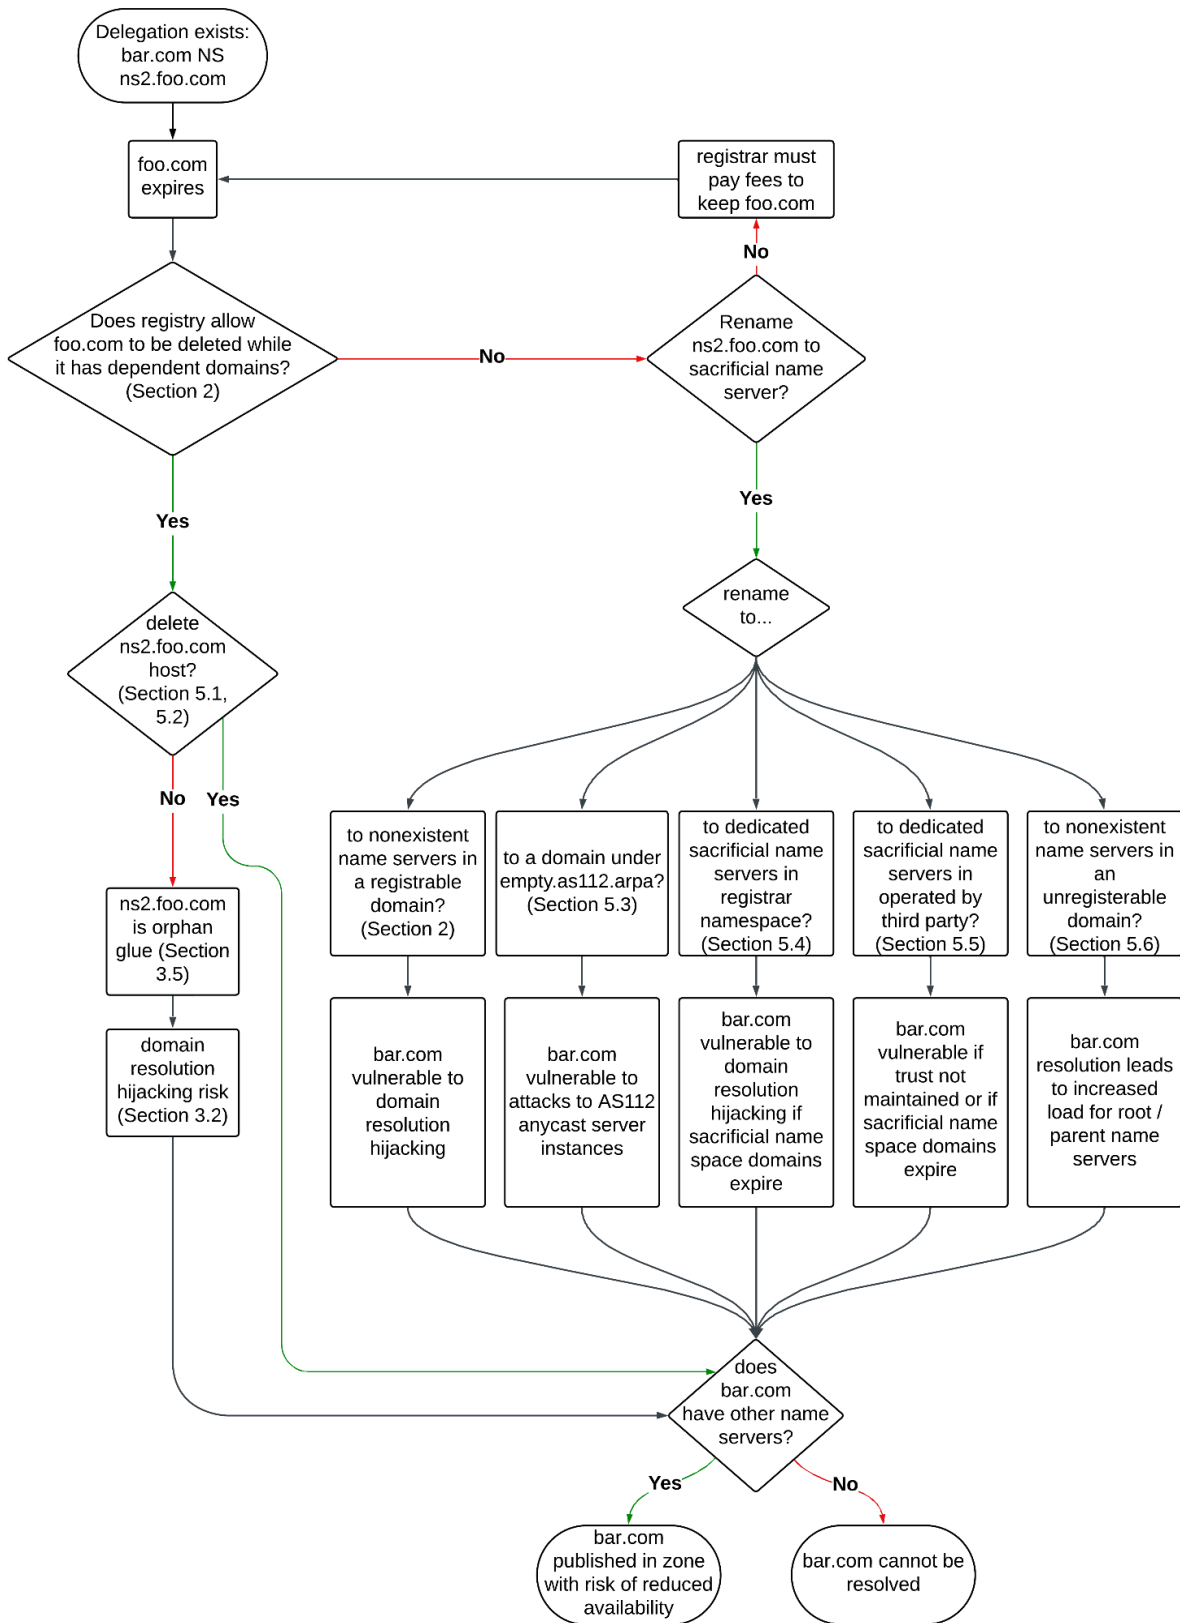 Delegation exists:
bar.com NS
ns2.foo.com
foo.com
expires
registrar must
pay fees to
keep foo.com
No
Does registry allow
foo.com to be deleted while
it has dependent domains?
(Section 2)
No
Rename
ns2.foo.com to
sacrificial name
server?
Yes
Yes
rename
to...
delete
ns2.foo.com
host?
(Section 5.1,
5.2)
No
Yes
to nonexistent
name servers in
a registrable
domain?
(Section 2)
to a domain under
empty.as112.arpa?
(Section 5.3)
to dedicated
sacrificial name
servers in
registrar
namespace?
(Section 5.4)
to dedicated
sacrificial name
servers in
operated by
third party?
(Section 5.5)
to nonexistent
name servers in
an
unregisterable
domain?
(Section 5.6)
ns2.foo.com
is orphan
glue (Section
3.5)
domain
resolution
hijacking risk
(Section 3.2)
bar.com
vulnerable to
domain
resolution
hijacking
bar.com
vulnerable to
attacks to AS112
anycast server
instances
bar.com
vulnerable to
domain
resolution
hijacking if
sacrificial name
space domains
expire
bar.com
vulnerable if
trust not
maintained or if
sacrificial name
space domains
expire
bar.com
resolution leads
to increased
load for root /
parent name
servers
does
bar.com
have other name
servers?
Yes
No
bar.com
published in zone
with risk of reduced
availability
bar.com cannot be
resolved